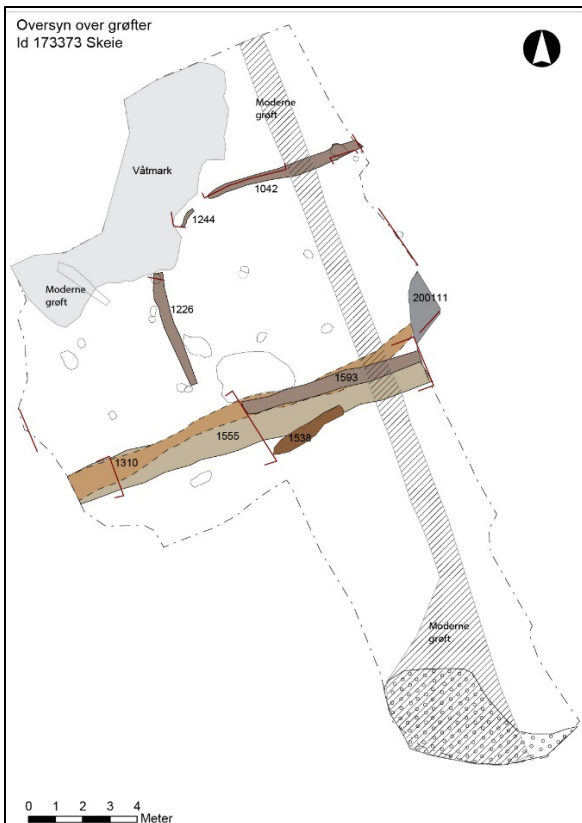 Oversyn over grøfter
Id 173373 Skeie
Moderne
grøft
Våtmark
1042
1244
Moderne
grøft
1226
200111
1593
1538
1555
1310
Moderne
grøft
0 1 2 3 4
Meter